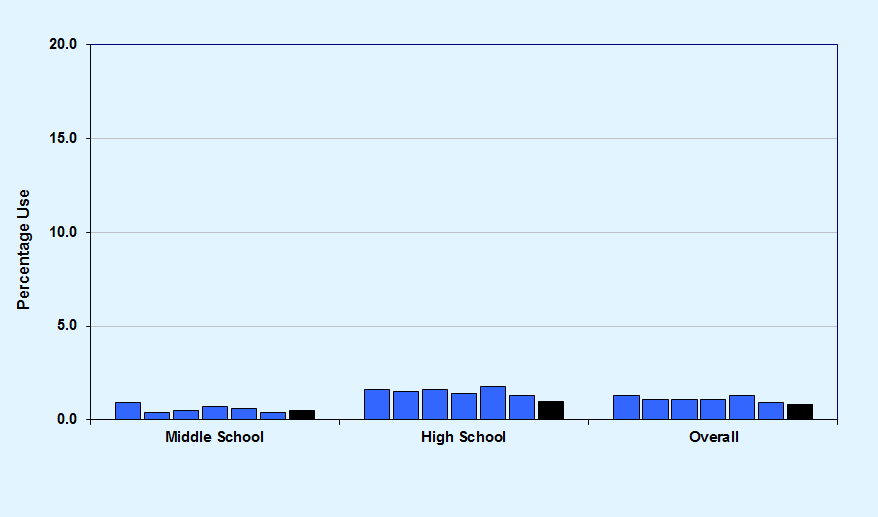 20.0
15.0
10.0
5.0
0.0
Percentage Use
Middle School
High School
Overall